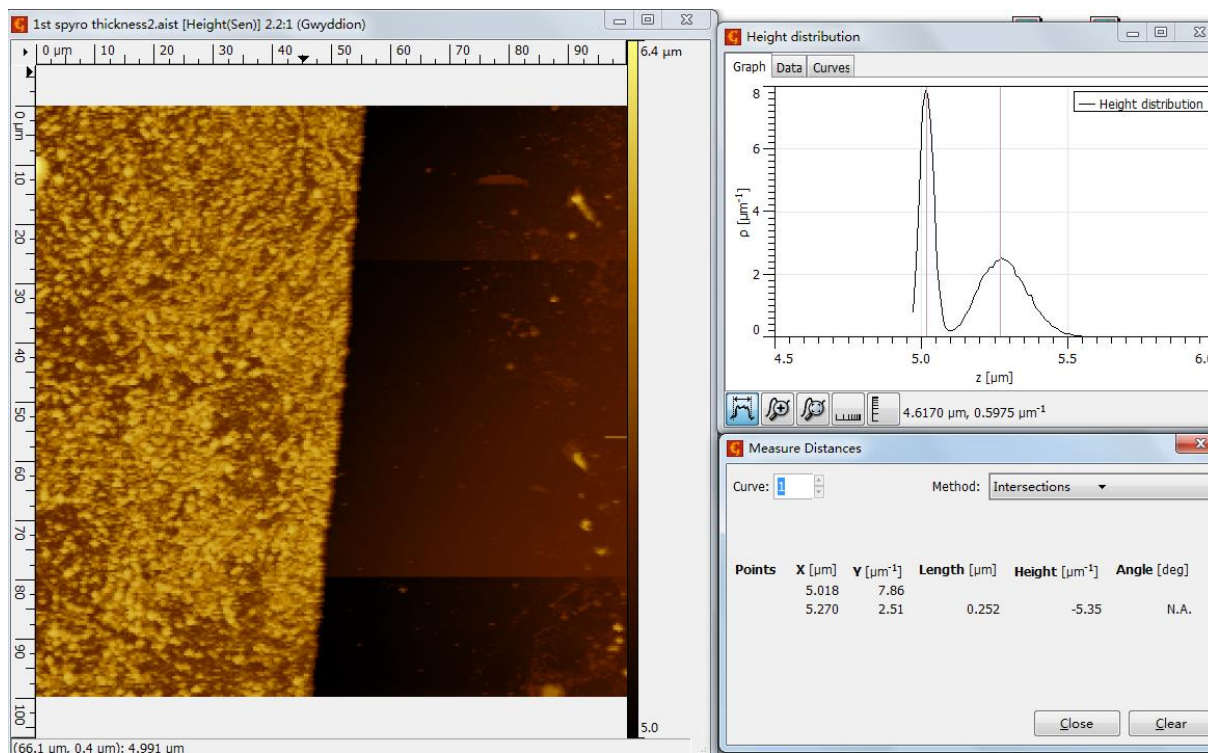 1st spyro thickness2.aist [Height(Sen)] 2.2:1 (Gwyddion)
0 µm 10 20 30 40 50 60 70 80 90
6.4 µm
0 µm
10
20
30
40
50
60
70
80
90
100
5.0
(66.1 µm, 0.4 µm): 4.991 µm
Height distribution
Graph Data Curves
Height distribution
8
6
4
2
0
ρ [µm⁻¹]
4.5 5.0 5.5 6.0
z [µm]
4.6170 µm, 0.5975 µm⁻¹
Measure Distances
Curve: 1 Method: Intersections
Points X [µm] Y [µm⁻¹] Length [µm] Height [µm⁻¹] Angle [deg]
5.018 7.86
5.270 2.51 0.252 -5.35 N.A.
Close Clear